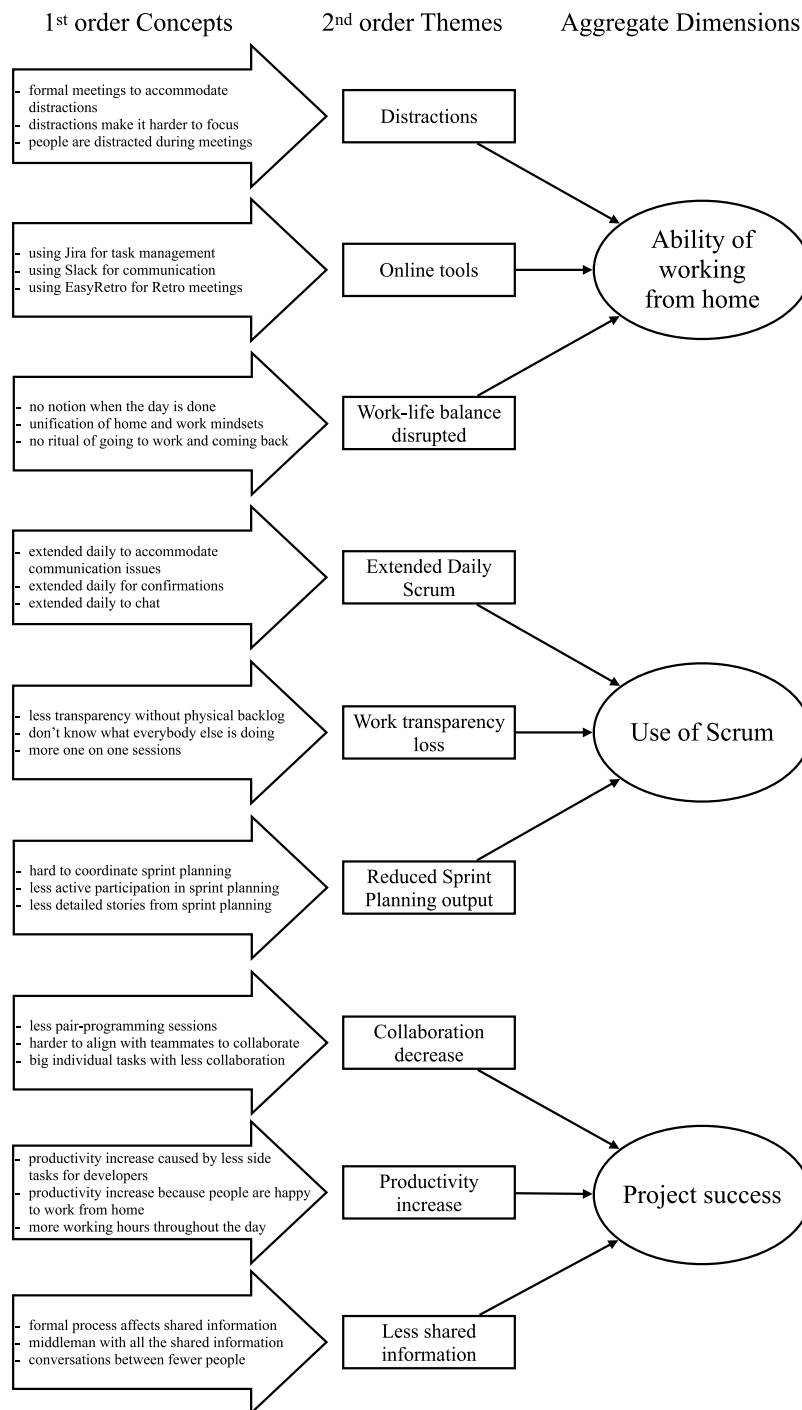 1st order Concepts
2nd order Themes
Aggregate Dimensions
- formal meetings to accommodate
distractions
- distractions make it harder to focus
- people are distracted during meetings
Distractions
- using Jira for task management
- using Slack for communication
- using EasyRetro for Retro meetings
Online tools
Ability of
working
from home
- no notion when the day is done
- unification of home and work mindsets
- no ritual of going to work and coming back
Work-life balance
disrupted
- extended daily to accommodate
communication issues
- extended daily for confirmations
- extended daily to chat
Extended Daily
Scrum
- less transparency without physical backlog
- don't know what everybody else is doing
- more one on one sessions
Work transparency
loss
Use of Scrum
- hard to coordinate sprint planning
- less active participation in sprint planning
- less detailed stories from sprint planning
Reduced Sprint
Planning output
- less pair-programming sessions
- harder to align with teammates to collaborate
- big individual tasks with less collaboration
Collaboration
decrease
- productivity increase caused by less side
tasks for developers
- productivity increase because people are happy
to work from home
- more working hours throughout the day
Productivity
increase
Project success
- formal process affects shared information
- middleman with all the shared information
- conversations between fewer people
Less shared
information